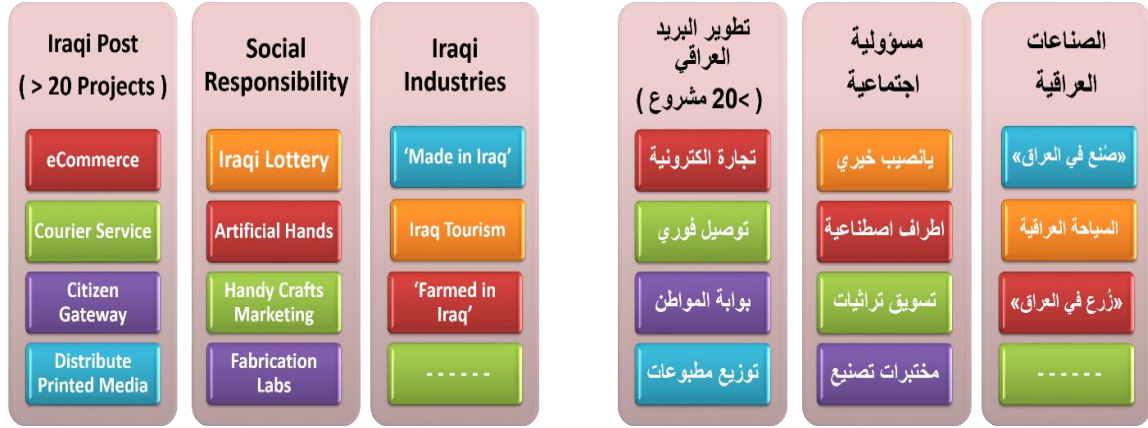 Iraqi Post
( > 20 Projects )
eCommerce
Courier Service
Citizen
Gateway
Distribute
Printed Media
Social
Responsibility
Iraqi Lottery
Artificial Hands
Handy Crafts
Marketing
Fabrication
Labs
Iraqi
Industries
‘Made in Iraq’
Iraq Tourism
‘Farmed in
Iraq’
- - - - - -
تطوير البريد
العراقي
( >20 مشروع )
تجارة الكترونية
توصيل فوري
بوابة المواطن
توزيع مطبوعات
مسؤولية
اجتماعية
يانصيب خيري
اطراف اصطناعية
تسويق تراثيات
مختبرات تصنيع
الصناعات
العراقية
«صُنع في العراق»
السياحة العراقية
«زُرع في العراق»
- - - - - -